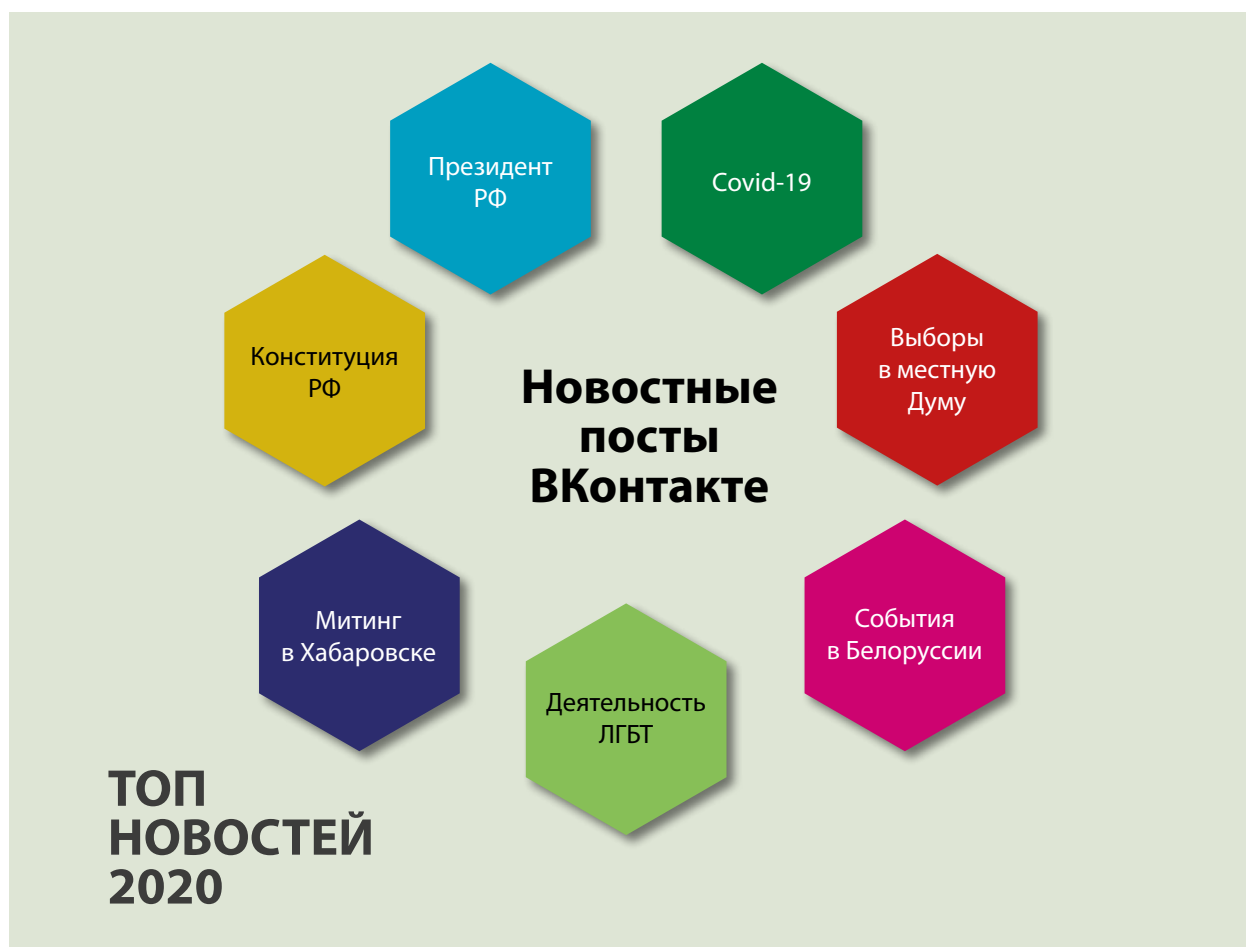 Президент
РФ
Covid-19
Конституция
РФ
Новостные
посты
ВКонтакте
Выборы
в местную
Думу
Митинг
в Хабаровске
Деятельность
ЛГБТ
События
в Белоруссии
ТОП
НОВОСТЕЙ
2020